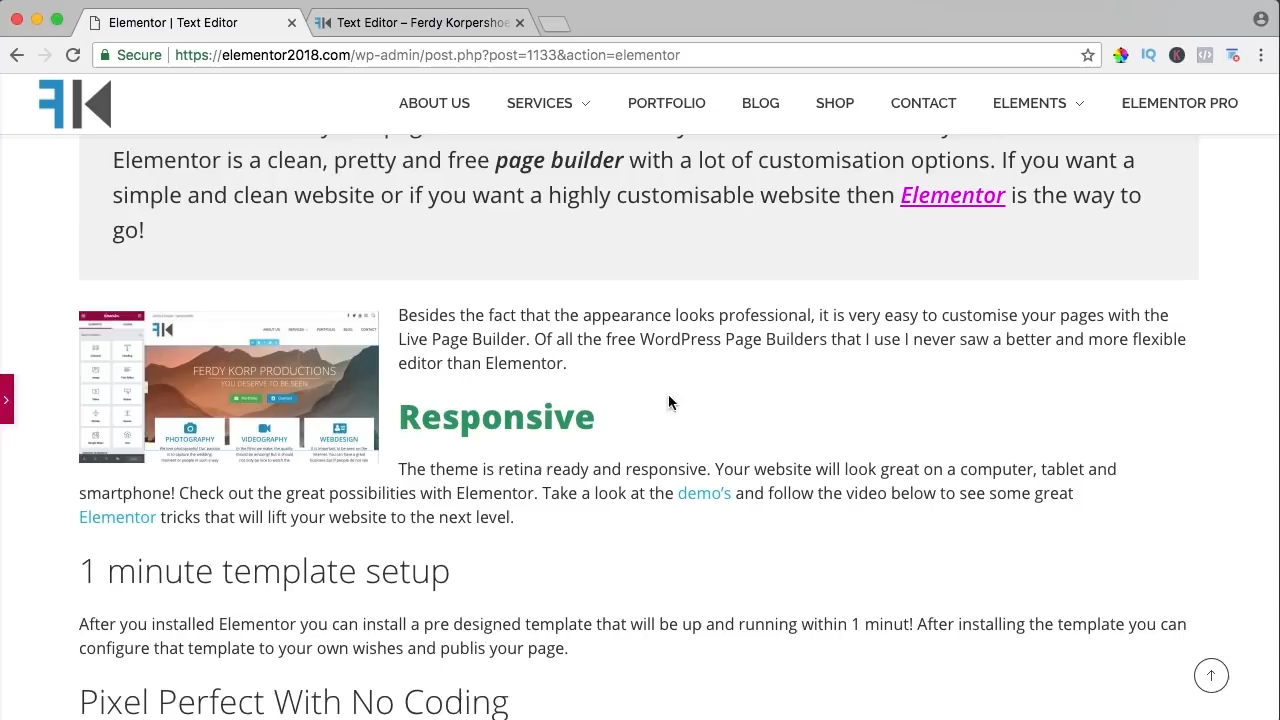 Elementor | Text Editor
Text Editor – Ferdy Korpershoe
Secure
https://elementor2018.com/wp-admin/post.php?post=1133&action=elementor
ABOUT US SERVICES PORTFOLIO BLOG SHOP CONTACT ELEMENTS ELEMENTOR PRO
Elementor is a clean, pretty and free page builder with a lot of customisation options. If you want a
simple and clean website or if you want a highly customisable website then Elementor is the way to
go!
Besides the fact that the appearance looks professional, it is very easy to customise your pages with the
Live Page Builder. Of all the free WordPress Page Builders that I use I never saw a better and more flexible
editor than Elementor.
FERDY KORP PRODUCTIONS
YOU DESERVE TO BE SEEN
PHOTOGRAPHY VIDEOGRAPHY WEBDESIGN
Responsive
The theme is retina ready and responsive. Your website will look great on a computer, tablet and
smartphone! Check out the great possibilities with Elementor. Take a look at the demo's and follow the video below to see some great
Elementor tricks that will lift your website to the next level.
1 minute template setup
After you installed Elementor you can install a pre designed template that will be up and running within 1 minut! After installing the template you can
configure that template to your own wishes and publis your page.
Pixel Perfect With No Coding